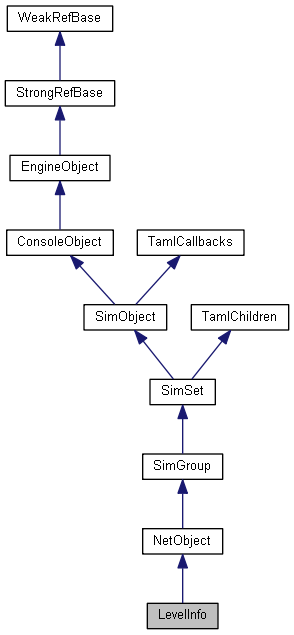 WeakRefBase
StrongRefBase
EngineObject
ConsoleObject
TamlCallbacks
SimObject
TamlChildren
SimSet
SimGroup
NetObject
LevelInfo